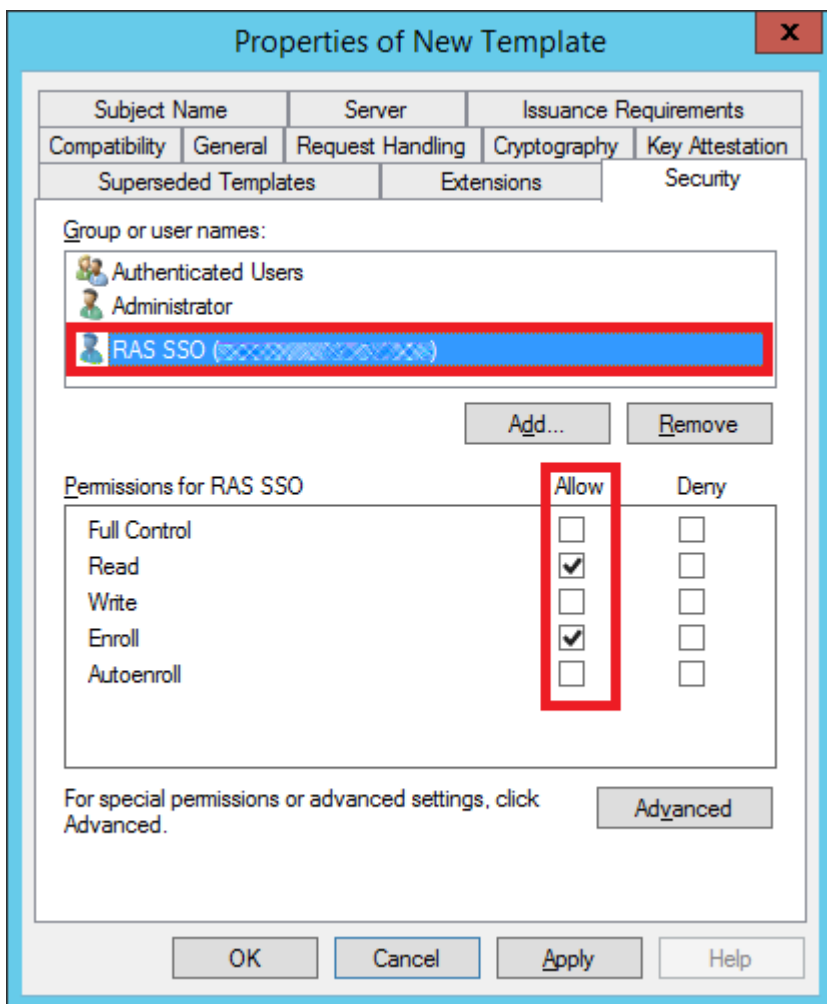 Properties of New Template
x
Subject Name Server Issuance Requirements
Compatibility General Request Handling Cryptography Key Attestation
Superseded Templates Extensions Security
Group or user names:
Authenticated Users
Administrator
RAS SSO (
)
Add... Remove
Permissions for RAS SSO Allow Deny
Full Control
Read
Write
Enroll
Autoenroll
For special permissions or advanced settings, click
Advanced.
Advanced
OK Cancel Apply Help